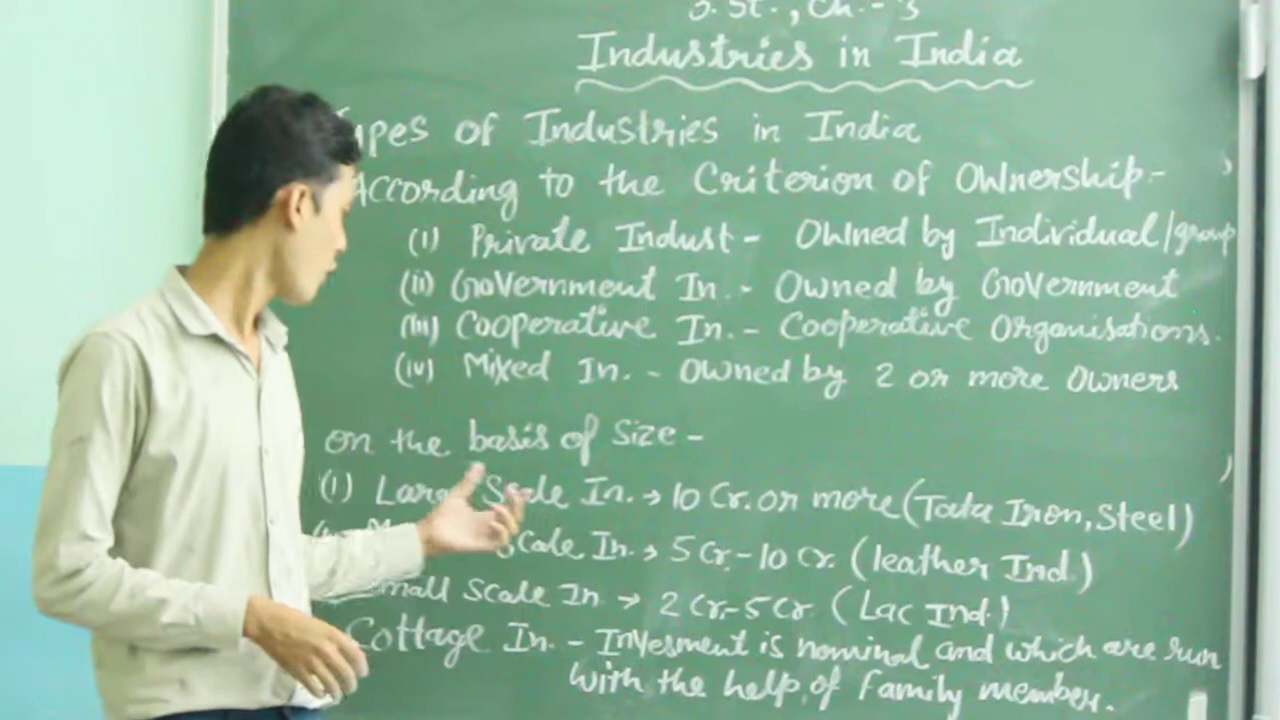 Industries in India
Types of Industries in India
According to the Criterion of Ownership:-
(i) Private Indust - Owned by Individual/group
(ii) Government In. - Owned by Government
(iii) Cooperative In. - Cooperative Organisations.
(iv) Mixed In. - Owned by 2 or more Owners
on the basis of Size -
(i) Large Scale In. → 10 Cr. or more (Tata Iron, Steel)
Scale In. → 5 Cr. - 10 Cr. (leather Ind.)
Small Scale In → 2 Cr. - 5 Cr (Lac Ind.)
Cottage In. - Invesment is nominal and which are run
with the help of family member.